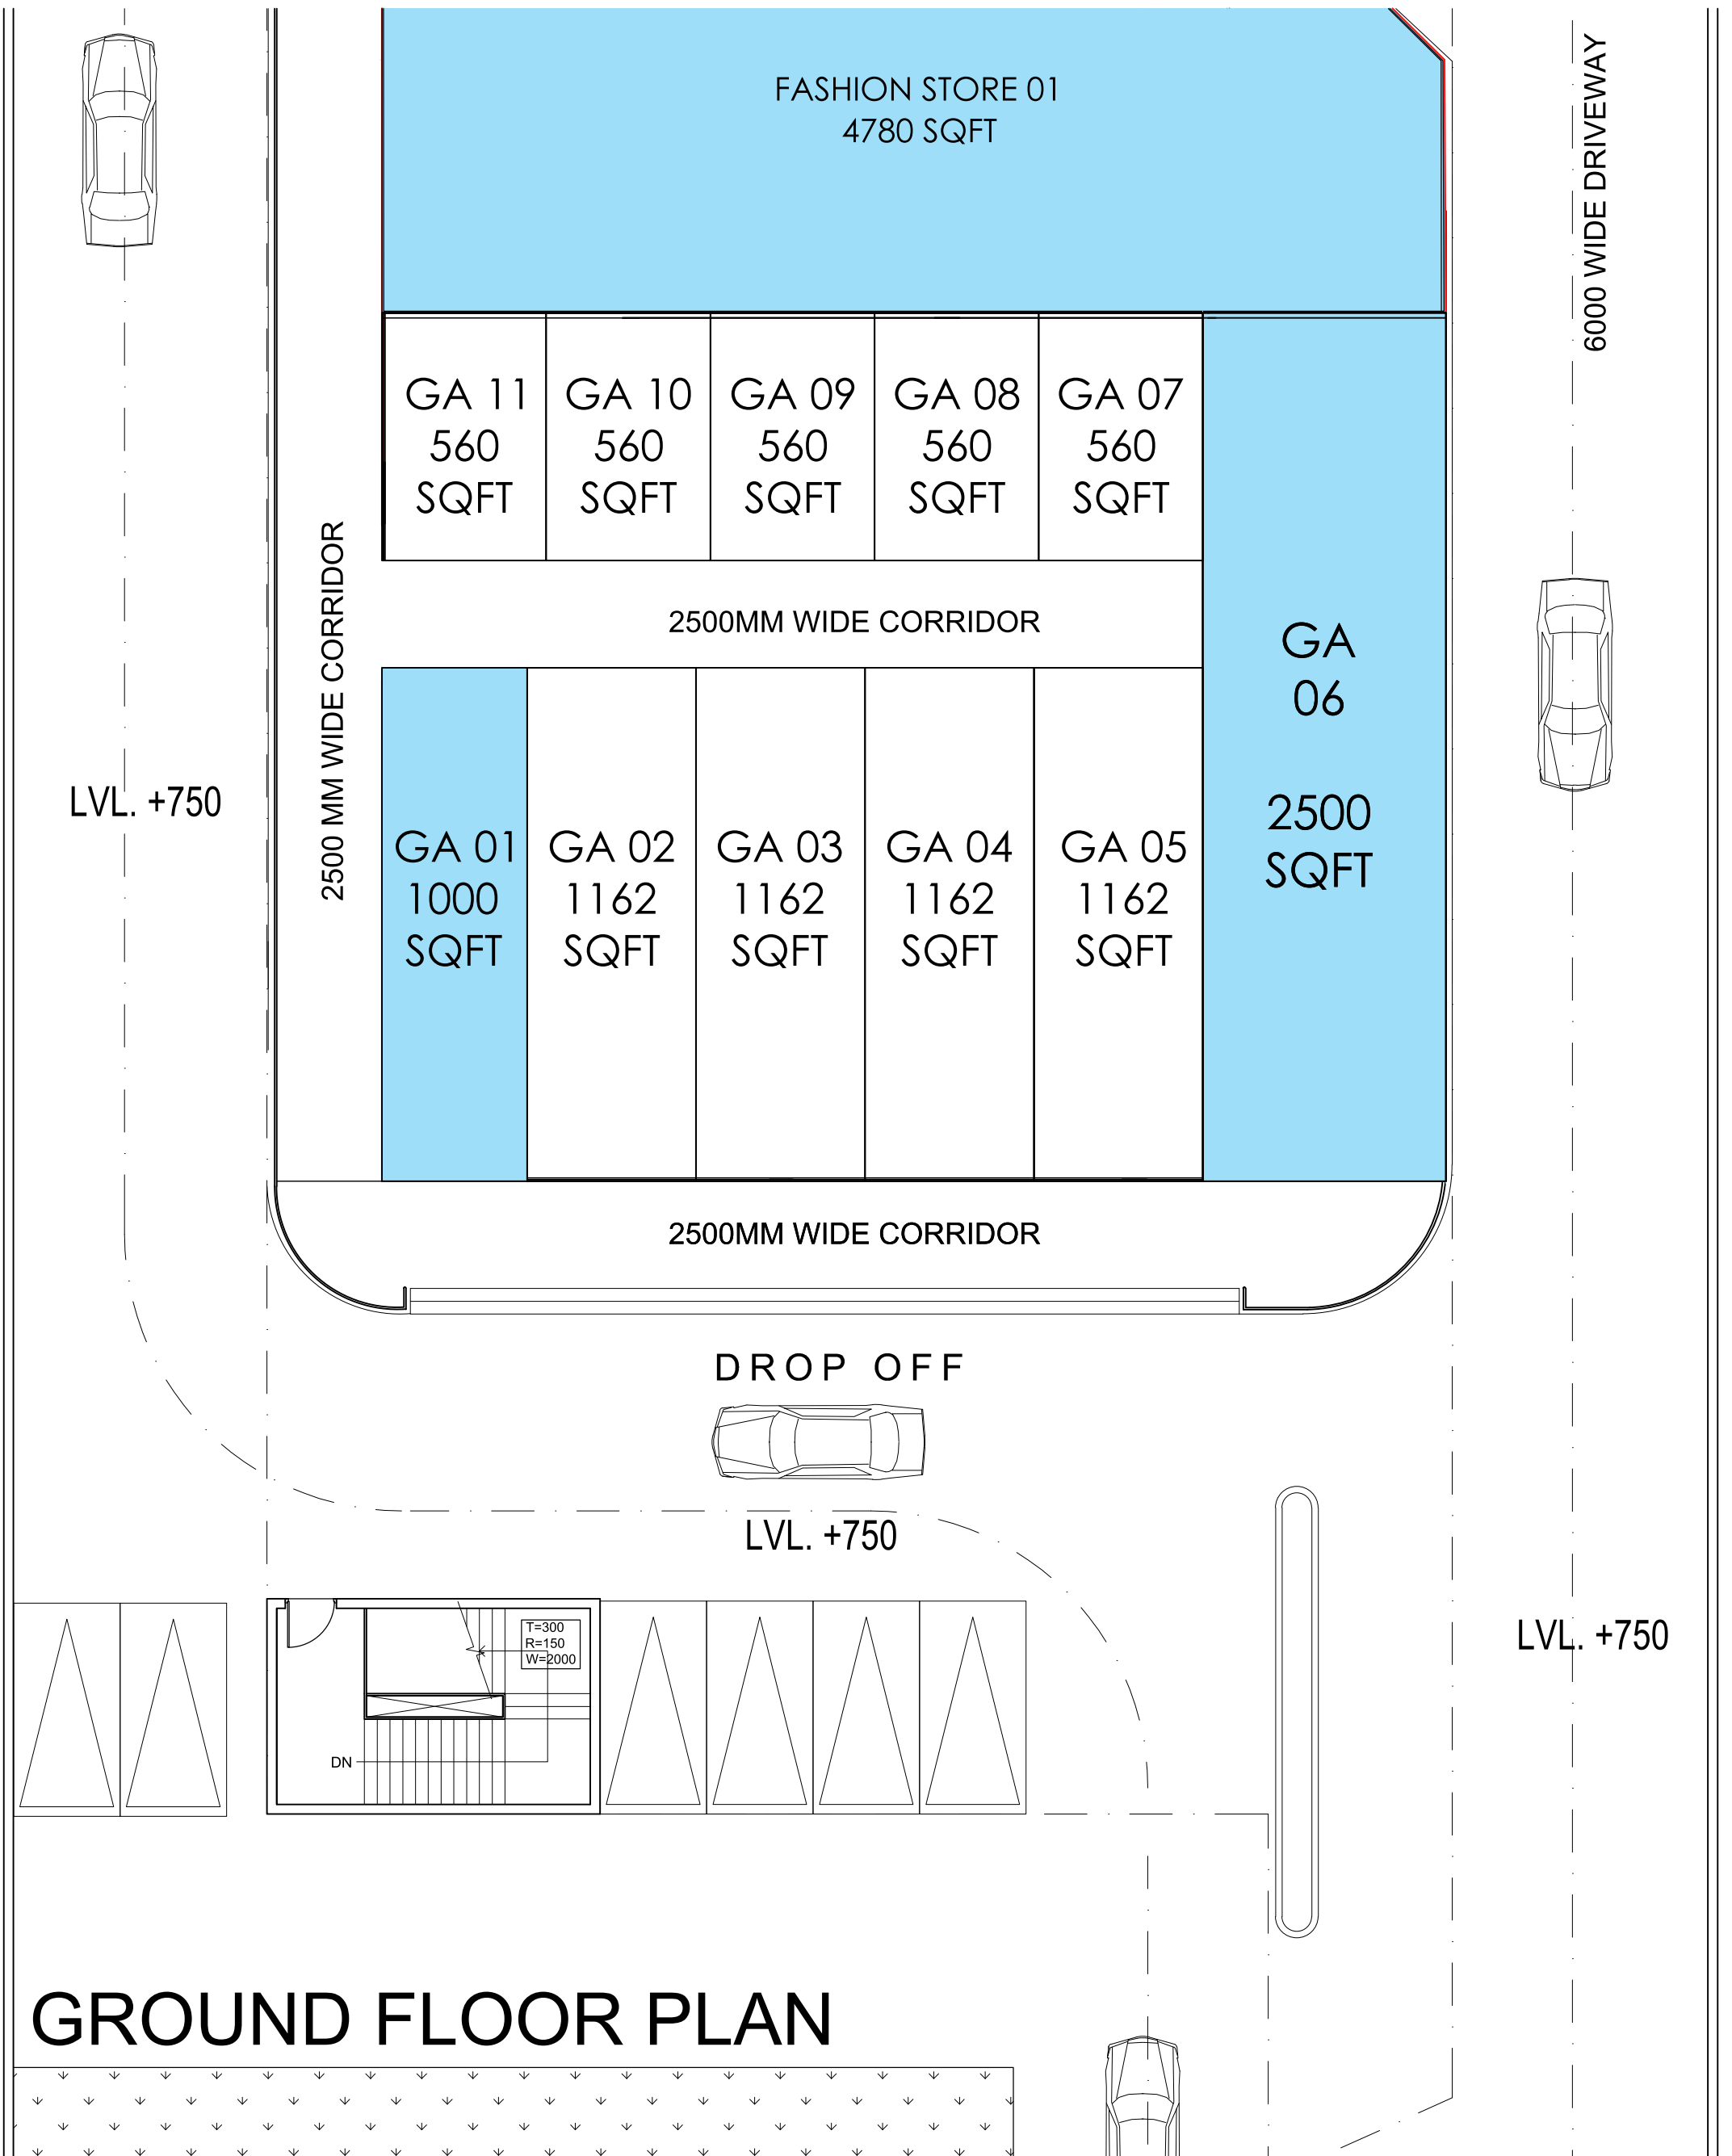 FASHION STORE 01
4780 SQFT
6000 WIDE DRIVEWAY
GA 11
560
SQFT
GA 10
560
SQFT
GA 09
560
SQFT
GA 08
560
SQFT
GA 07
560
SQFT
2500MM WIDE CORRIDOR
2500 MM WIDE CORRIDOR
GA
06
2500
SQFT
LVL. +750
GA 01
1000
SQFT
GA 02
1162
SQFT
GA 03
1162
SQFT
GA 04
1162
SQFT
GA 05
1162
SQFT
2500MM WIDE CORRIDOR
DROP OFF
LVL. +750
T=300
R=150
W=2000
LVL. +750
DN
GROUND FLOOR PLAN